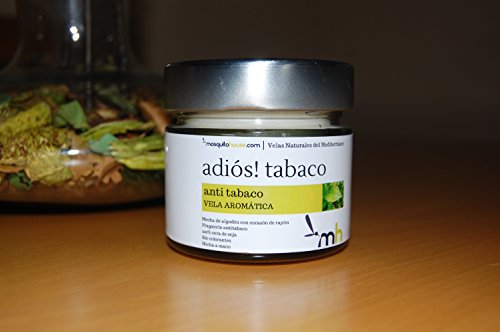 mosquitohouse.com | Velas Naturales del Mediterráneo
adiós! tabaco
anti tabaco
VELA AROMÁTICA
Mecha de algodón con corazón de rayón
Fragancia antitabaco
100% cera de soja
Sin colorantes
Hecha a mano
mh